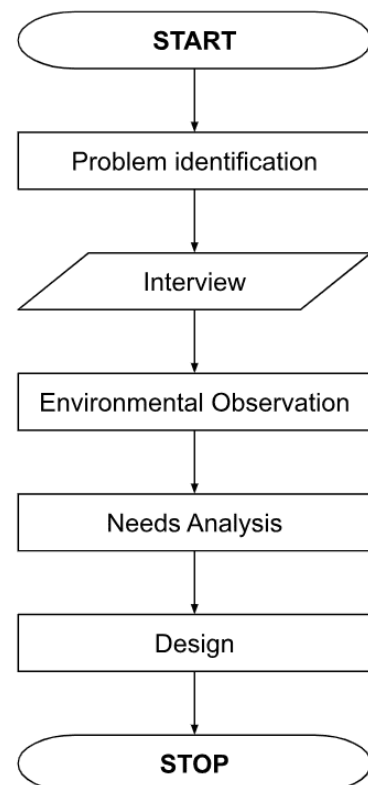 START
Problem identification
Interview
Environmental Observation
Needs Analysis
Design
STOP